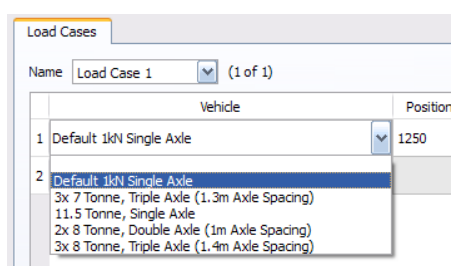 Load Cases
Name Load Case 1 (1 of 1)
Vehicle Position
1 Default 1kN Single Axle 1250
2
Default 1kN Single Axle
3x 7 Tonne, Triple Axle (1.3m Axle Spacing)
11.5 Tonne, Single Axle
2x 8 Tonne, Double Axle (1m Axle Spacing)
3x 8 Tonne, Triple Axle (1.4m Axle Spacing)